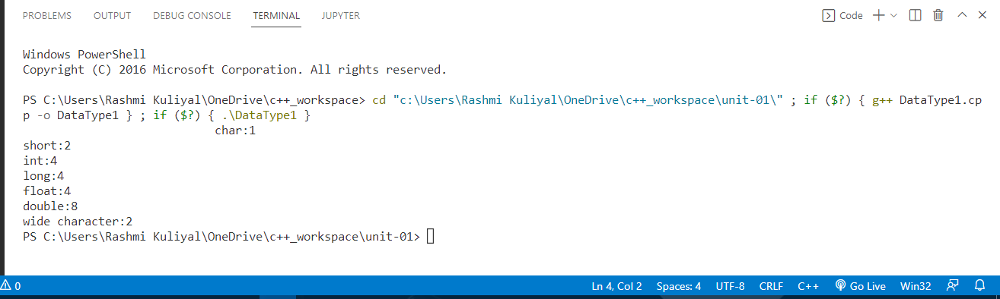 PROBLEMS OUTPUT DEBUG CONSOLE TERMINAL JUPYTER Code
Windows PowerShell
Copyright (C) 2016 Microsoft Corporation. All rights reserved.
PS C:\Users\Rashmi Kuliyal\OneDrive\c++_workspace> cd "c:\Users\Rashmi Kuliyal\OneDrive\c++_workspace\unit-01\" ; if ($?) { g++ DataType1.cp
p -o DataType1 } ; if ($?) { .\DataType1 }
char:1
short:2
int:4
long:4
float:4
double:8
wide character:2
PS C:\Users\Rashmi Kuliyal\OneDrive\c++_workspace\unit-01>
0 Ln 4, Col 2 Spaces: 4 UTF-8 CRLF C++ Go Live Win32